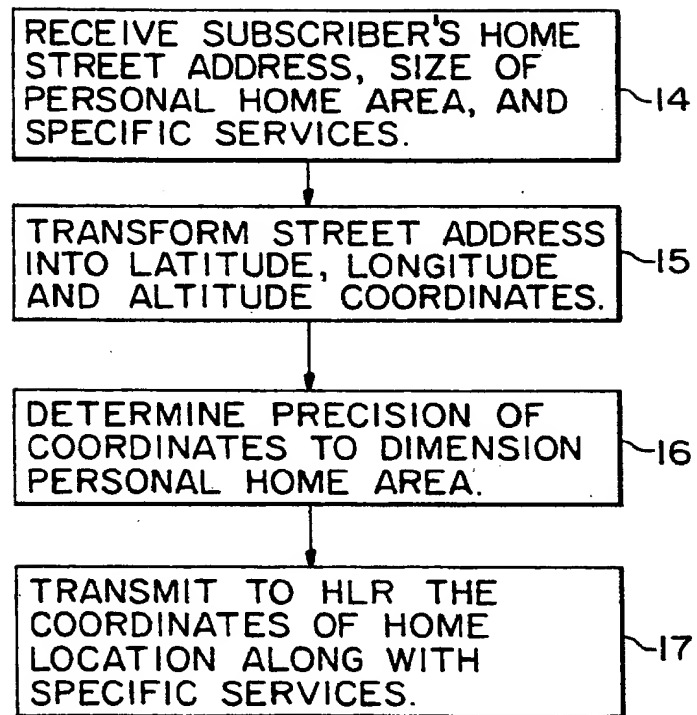 RECEIVE SUBSCRIBER'S HOME
STREET ADDRESS, SIZE OF
PERSONAL HOME AREA, AND
SPECIFIC SERVICES.
14
TRANSFORM STREET ADDRESS
INTO LATITUDE, LONGITUDE
AND ALTITUDE COORDINATES.
15
DETERMINE PRECISION OF
COORDINATES TO DIMENSION
PERSONAL HOME AREA.
16
TRANSMIT TO HLR THE
COORDINATES OF HOME
LOCATION ALONG WITH
SPECIFIC SERVICES.
17